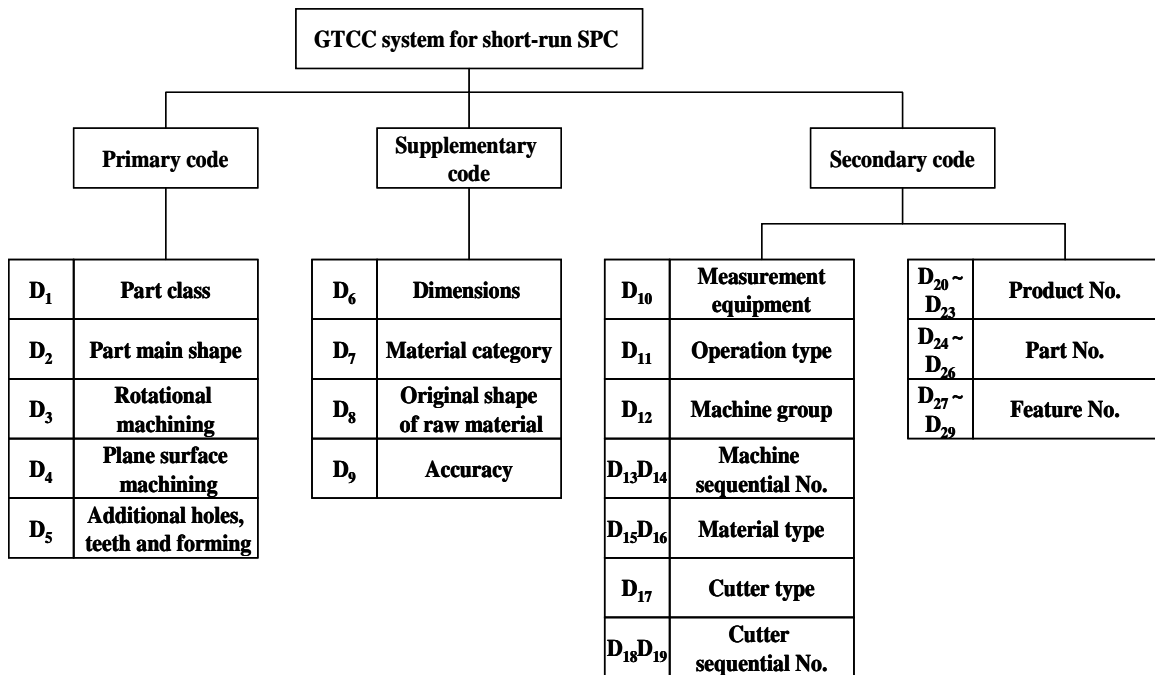 GTCC system for short-run SPC
Primary code
Supplementary
code
Secondary code
D1 Part class
D2 Part main shape
D3 Rotational
machining
D4 Plane surface
machining
D5 Additional holes,
teeth and forming
D6 Dimensions
D7 Material category
D8 Original shape
of raw material
D9 Accuracy
D10 Measurement
equipment
D11 Operation type
D12 Machine group
D13D14 Machine
sequential No.
D15D16 Material type
D17 Cutter type
D18D19 Cutter
sequential No.
D20 ~
D23 Product No.
D24 ~
D26 Part No.
D27 ~
D29 Feature No.